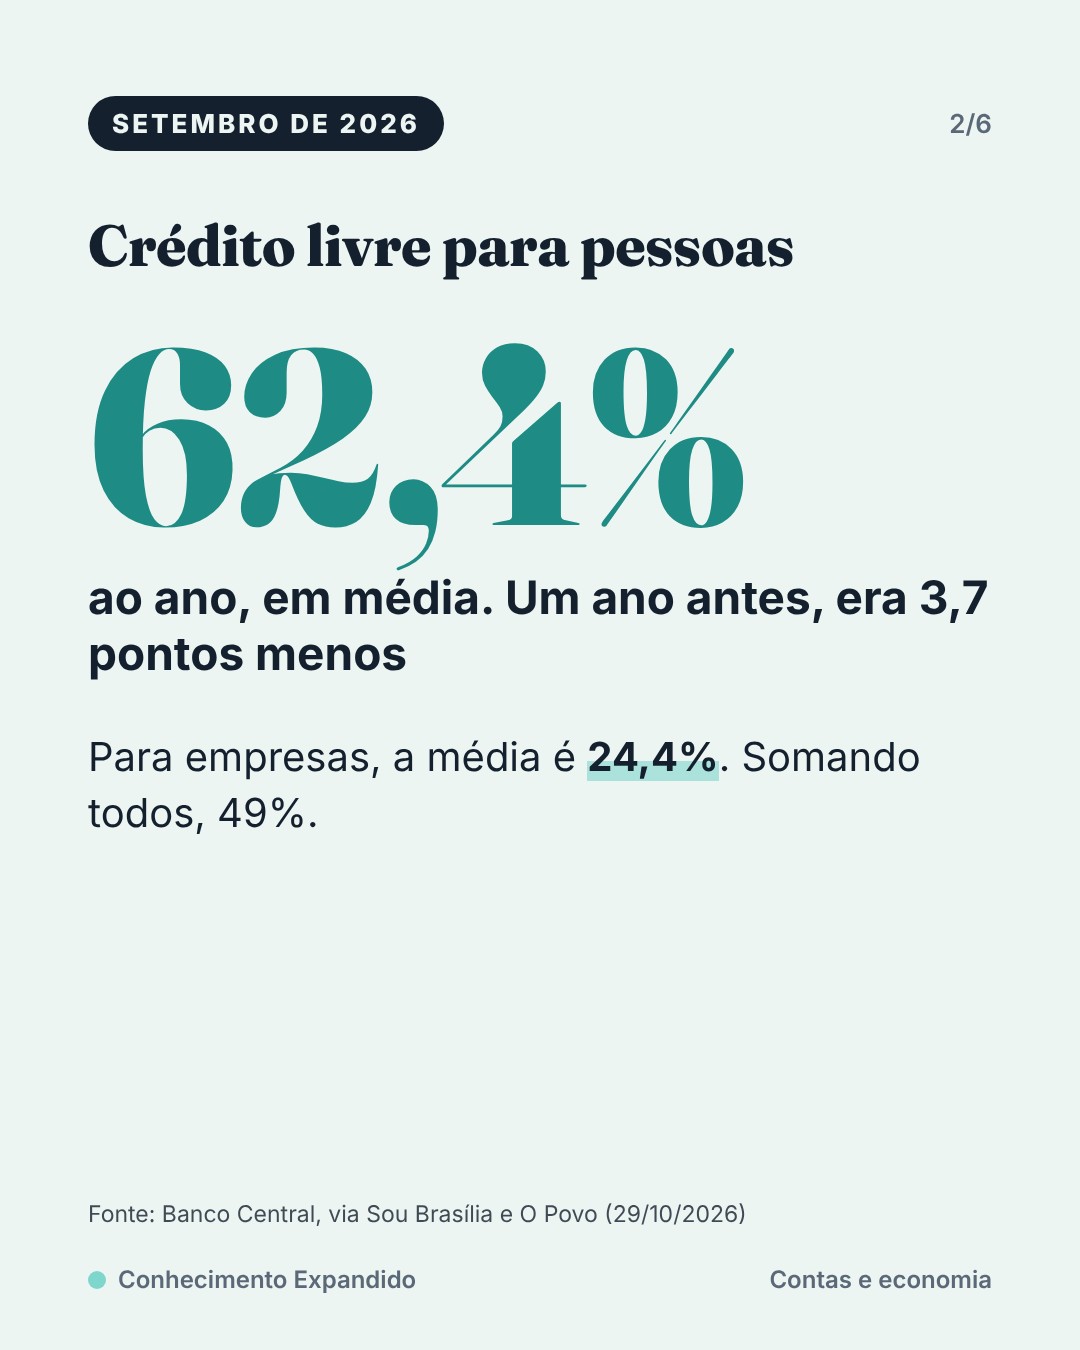 SETEMBRO DE 2026
2/6
Crédito livre para pessoas
62,4%
ao ano, em média. Um ano antes, era 3,7
pontos menos
Para empresas, a média é 24,4%. Somando
todos, 49%.
Fonte: Banco Central, via Sou Brasília e O Povo (29/10/2026)
Conhecimento Expandido
Contas e economia